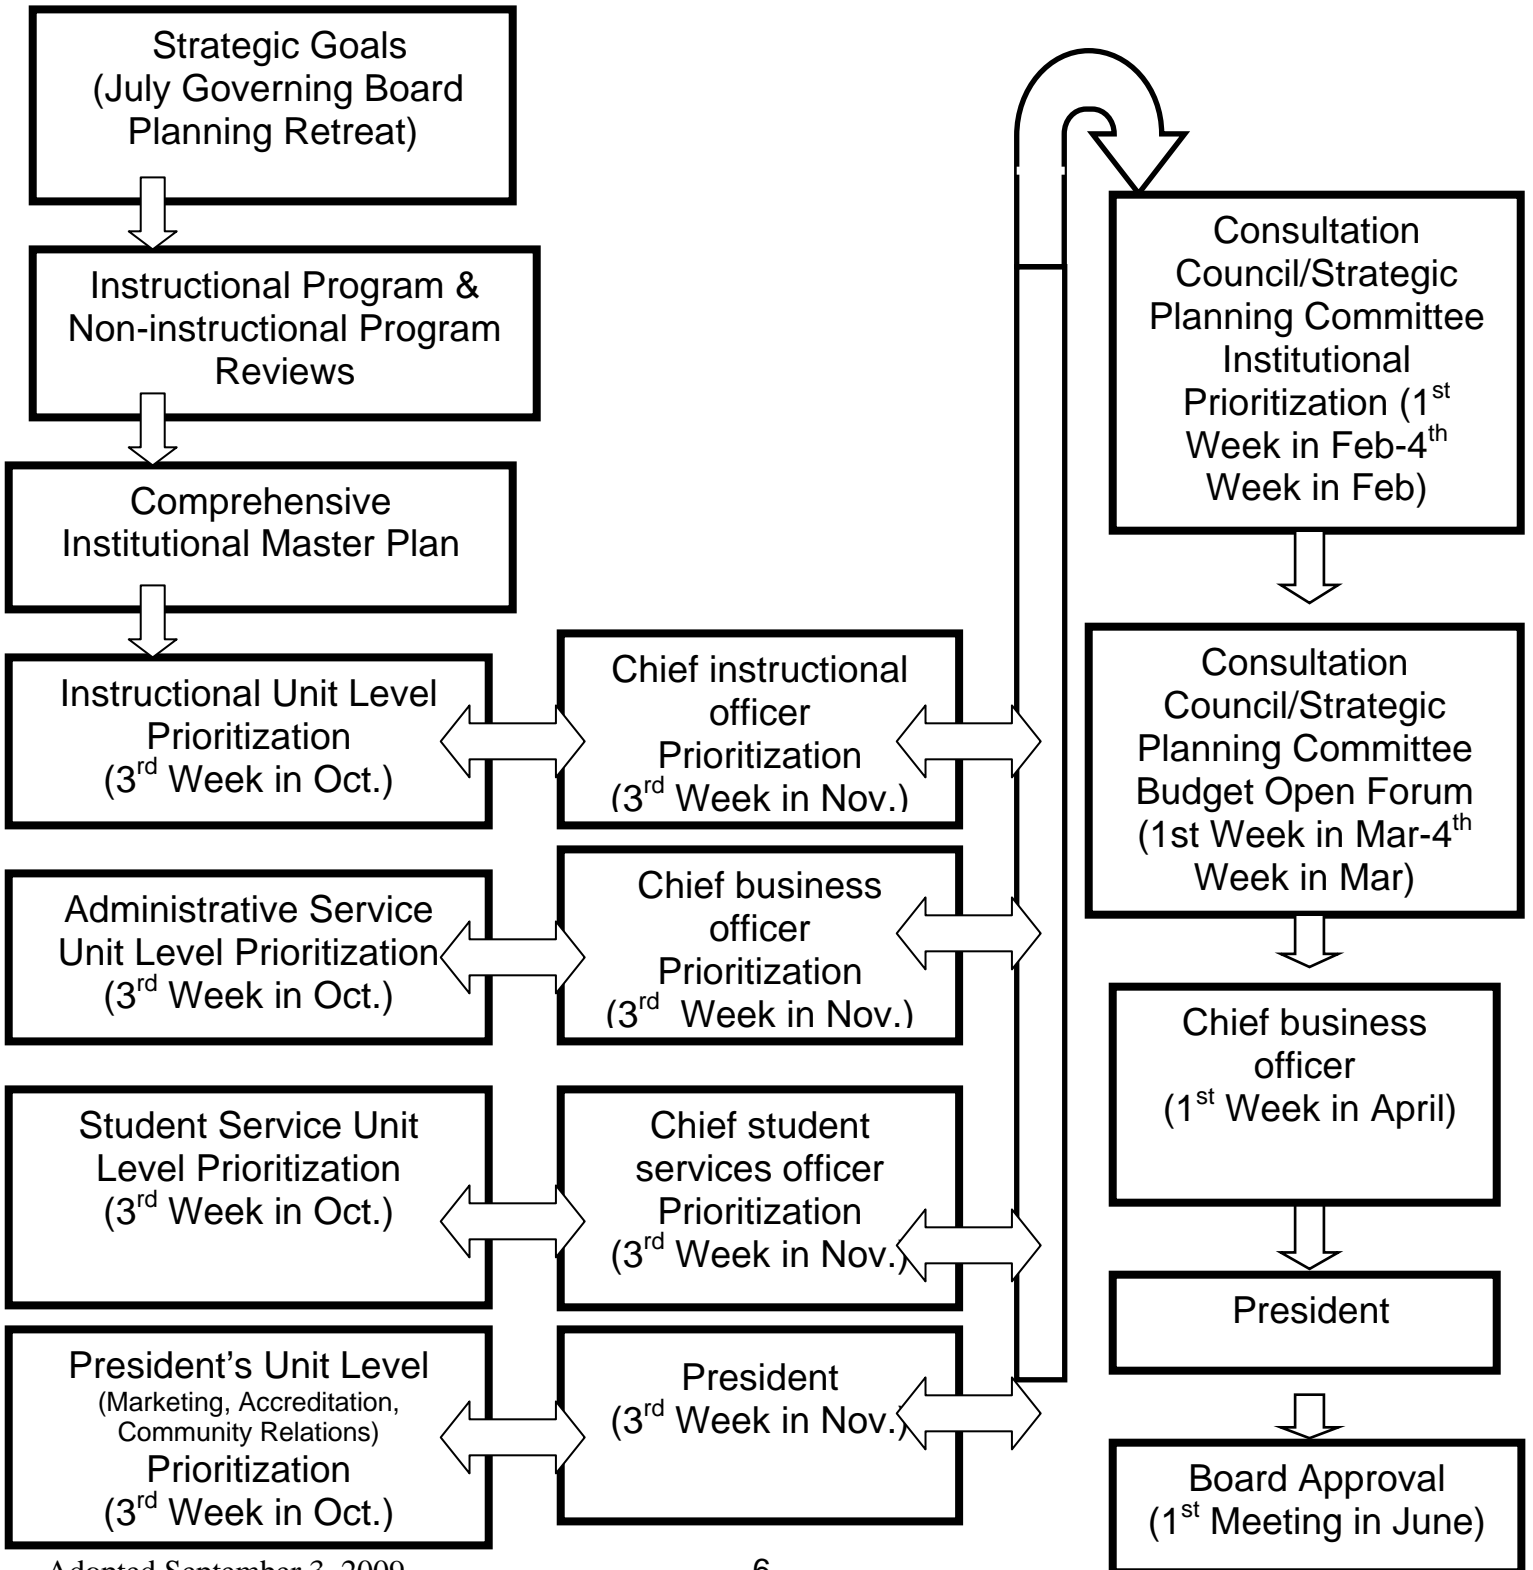 Strategic Goals
(July Governing Board
Planning Retreat)
Instructional Program &
Non-instructional Program
Reviews
Comprehensive
Institutional Master Plan
Instructional Unit Level
Prioritization
(3rd Week in Oct.)
Chief instructional
officer
Prioritization
(3rd Week in Nov.)
Administrative Service
Unit Level Prioritization
(3rd Week in Oct.)
Chief business
officer
Prioritization
(3rd Week in Nov.)
Student Service Unit
Level Prioritization
(3rd Week in Oct.)
Chief student
services officer
Prioritization
(3rd Week in Nov.)
President's Unit Level
(Marketing, Accreditation,
Community Relations)
Prioritization
(3rd Week in Oct.)
President
(3rd Week in Nov.)
Consultation
Council/Strategic
Planning Committee
Institutional
Prioritization (1st
Week in Feb-4th
Week in Feb)
Consultation
Council/Strategic
Planning Committee
Budget Open Forum
(1st Week in Mar-4th
Week in Mar)
Chief business
officer
(1st Week in April)
President
Board Approval
(1st Meeting in June)
Adopted September 3, 2009
6